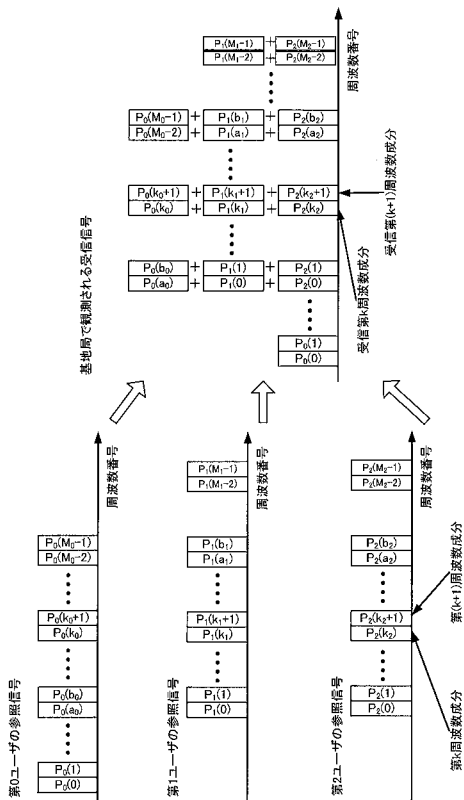 第0ユーザの参照信号
P₀(0) P₀(1) ・・・・ P₀(a₀) P₀(b₀) ・・・・ P₀(k₀) P₀(k₀+1) ・・・・ P₀(M₀-2) P₀(M₀-1)
周波数番号
第1ユーザの参照信号
P₁(0) P₁(1) ・・・・ P₁(k₁) P₁(k₁+1) ・・・・ P₁(a₁) P₁(b₁) P₁(M₁-2) P₁(M₁-1)
周波数番号
第2ユーザの参照信号
P₂(0) P₂(1) ・・・・ P₂(k₂) P₂(k₂+1) ・・・・ P₂(a₂) P₂(b₂) P₂(M₂-2) P₂(M₂-1)
周波数番号
第k周波数成分
第(k+1)周波数成分
基地局で観測される受信信号
P₀(a₀) P₀(b₀) P₀(k₀) P₀(k₀+1) P₀(M₀-2) P₀(M₀-1)
+ + + + + +
P₁(0) P₁(1) ・・・・ P₁(k₁) P₁(k₁+1) ・・・・ P₁(a₁) P₁(b₁) ・・・・ P₁(M₁-2) P₁(M₁-1)
+ + + + + + + +
P₀(0) P₀(1) ・・・・ P₂(0) P₂(1) P₂(k₂) P₂(k₂+1) P₂(a₂) P₂(b₂) P₂(M₂-2) P₂(M₂-1)
周波数番号
受信第k周波数成分
受信第(k+1)周波数成分